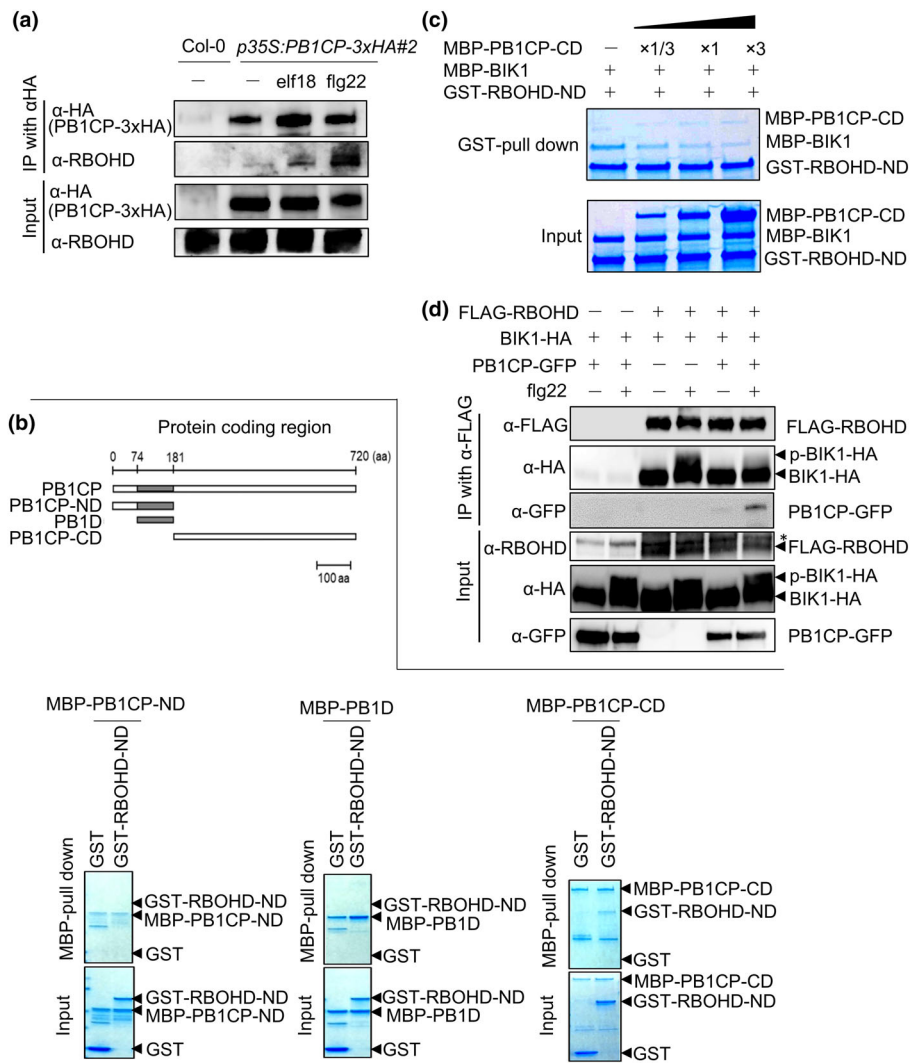 (a)
Col-0 p35S:PB1CP-3xHA#2
— — elf18 flg22
IP with αHA
α-HA
(PB1CP-3xHA)
α-RBOHD
Input
α-HA
(PB1CP-3xHA)
α-RBOHD
(c)
MBP-PB1CP-CD — ×1/3 ×1 ×3
MBP-BIK1 + + + +
GST-RBOHD-ND + + + +
GST-pull down
MBP-PB1CP-CD
MBP-BIK1
GST-RBOHD-ND
Input
MBP-PB1CP-CD
MBP-BIK1
GST-RBOHD-ND
(b)
Protein coding region
0 74 181 720 (aa)
PB1CP
PB1CP-ND
PB1D
PB1CP-CD
100 aa
(d)
FLAG-RBOHD — — + + + +
BIK1-HA + + + + + +
PB1CP-GFP + + — — + +
flg22 — + — + — +
IP with α-FLAG
α-FLAG FLAG-RBOHD
α-HA p-BIK1-HA
BIK1-HA
α-GFP PB1CP-GFP
Input
α-RBOHD *
FLAG-RBOHD
α-HA p-BIK1-HA
BIK1-HA
α-GFP PB1CP-GFP
MBP-PB1CP-ND
GST
GST-RBOHD-ND
MBP-pull down
GST-RBOHD-ND
MBP-PB1CP-ND
GST
Input
GST-RBOHD-ND
MBP-PB1CP-ND
GST
MBP-PB1D
GST
GST-RBOHD-ND
MBP-pull down
GST-RBOHD-ND
MBP-PB1D
GST
Input
GST-RBOHD-ND
MBP-PB1D
GST
MBP-PB1CP-CD
GST
GST-RBOHD-ND
MBP-pull down
MBP-PB1CP-CD
GST-RBOHD-ND
GST
Input
MBP-PB1CP-CD
GST-RBOHD-ND
GST